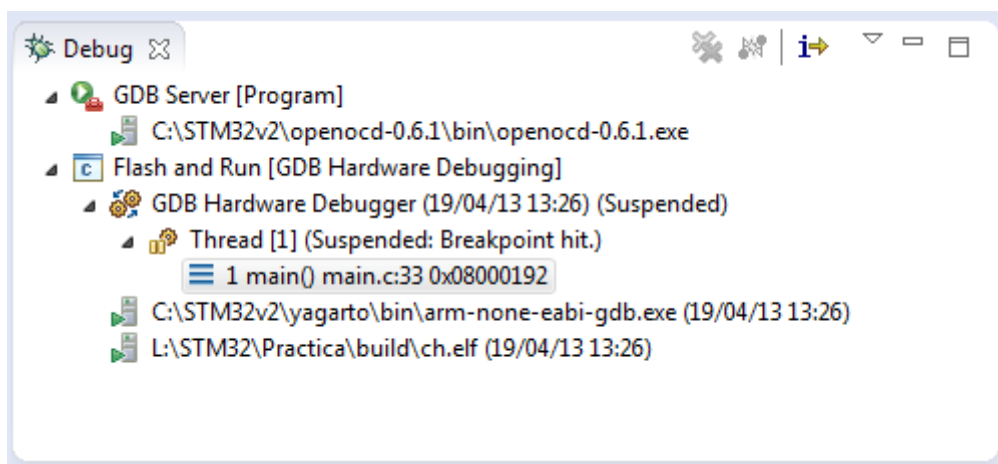 Debug
GDB Server [Program]
C:\STM32v2\openocd-0.6.1\bin\openocd-0.6.1.exe
Flash and Run [GDB Hardware Debugging]
GDB Hardware Debugger (19/04/13 13:26) (Suspended)
Thread [1] (Suspended: Breakpoint hit.)
1 main() main.c:33 0x08000192
C:\STM32v2\yagarto\bin\arm-none-eabi-gdb.exe (19/04/13 13:26)
L:\STM32\Practica\build\ch.elf (19/04/13 13:26)